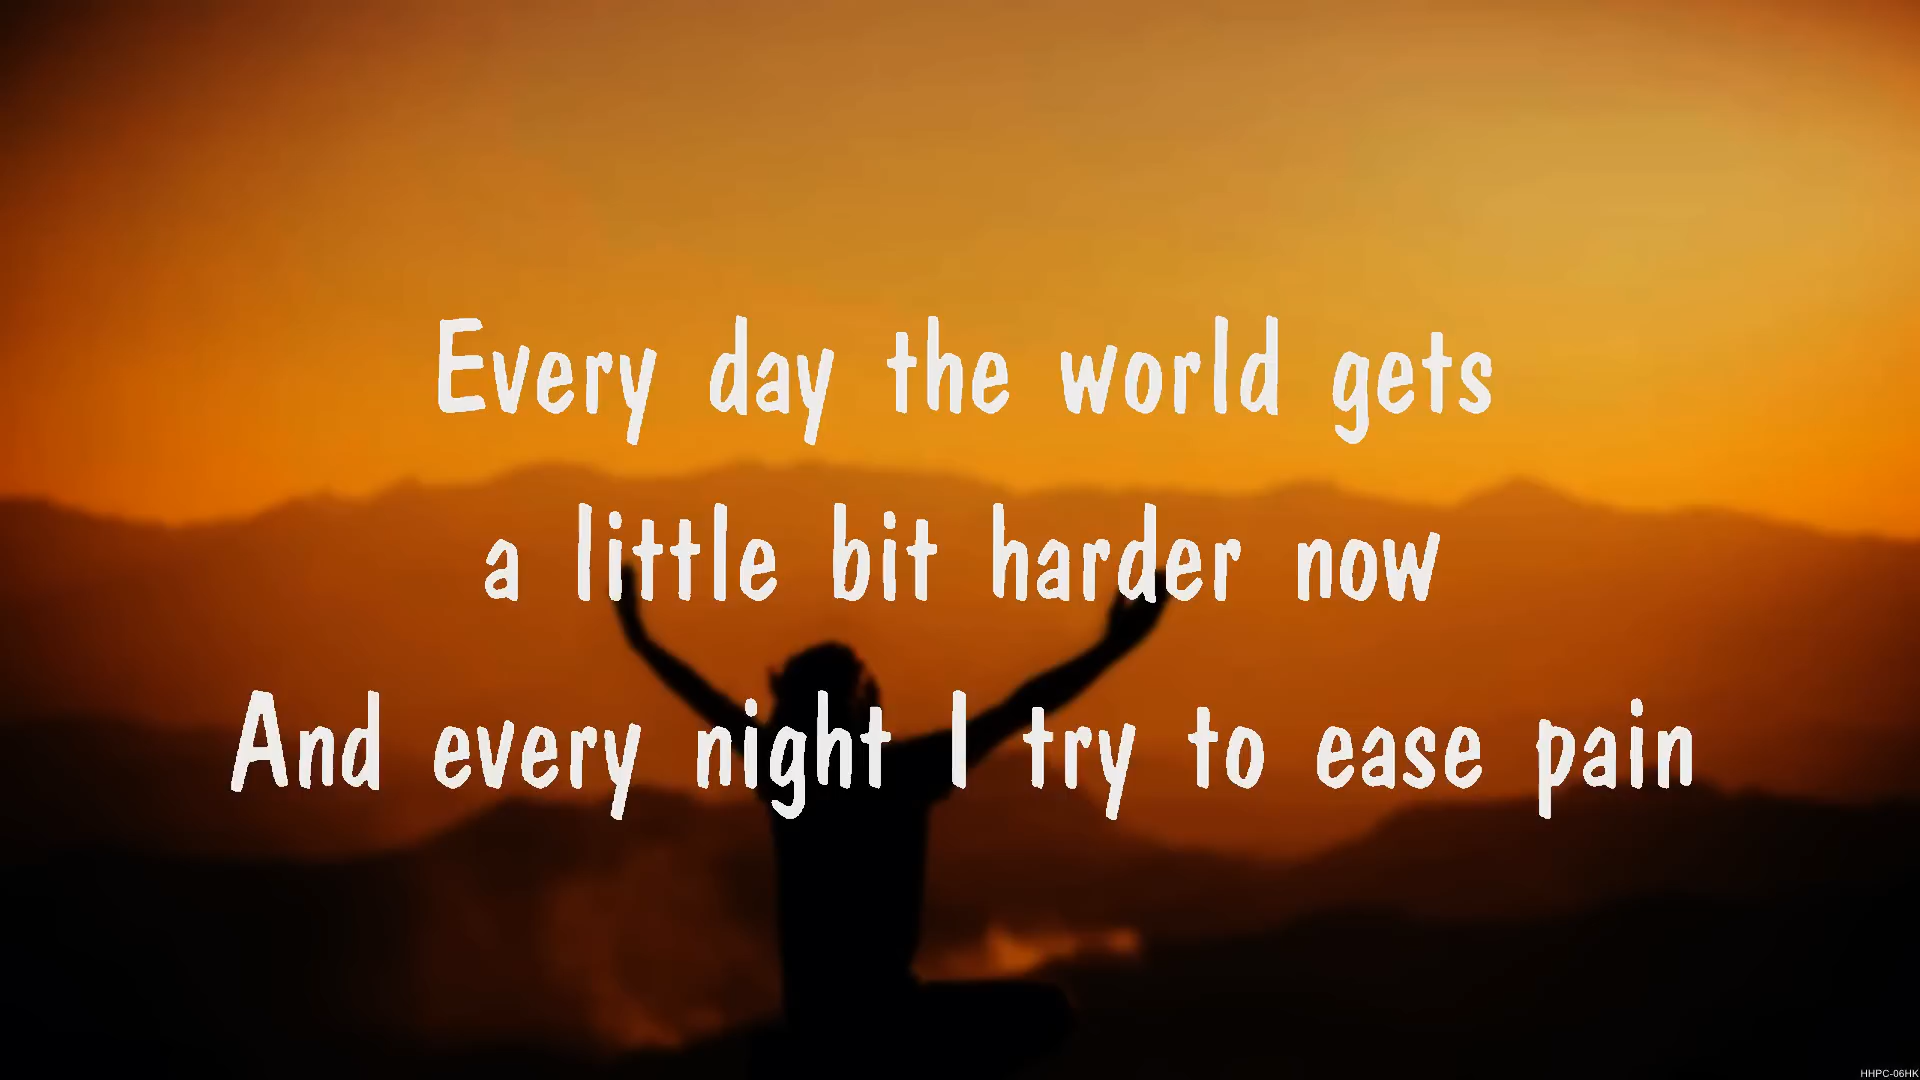 Every day the world gets
a little bit harder now
And every night I try to ease pain
HHPC-06HK